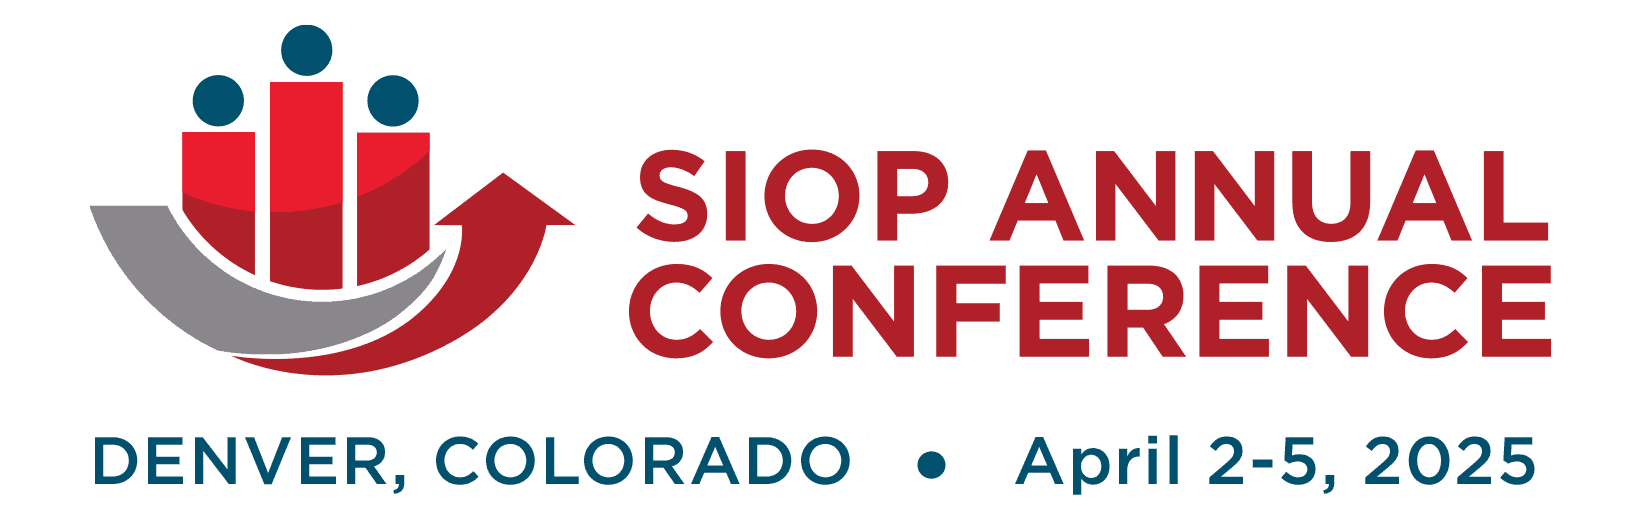 SIOP ANNUAL
CONFERENCE
DENVER, COLORADO • April 2-5, 2025